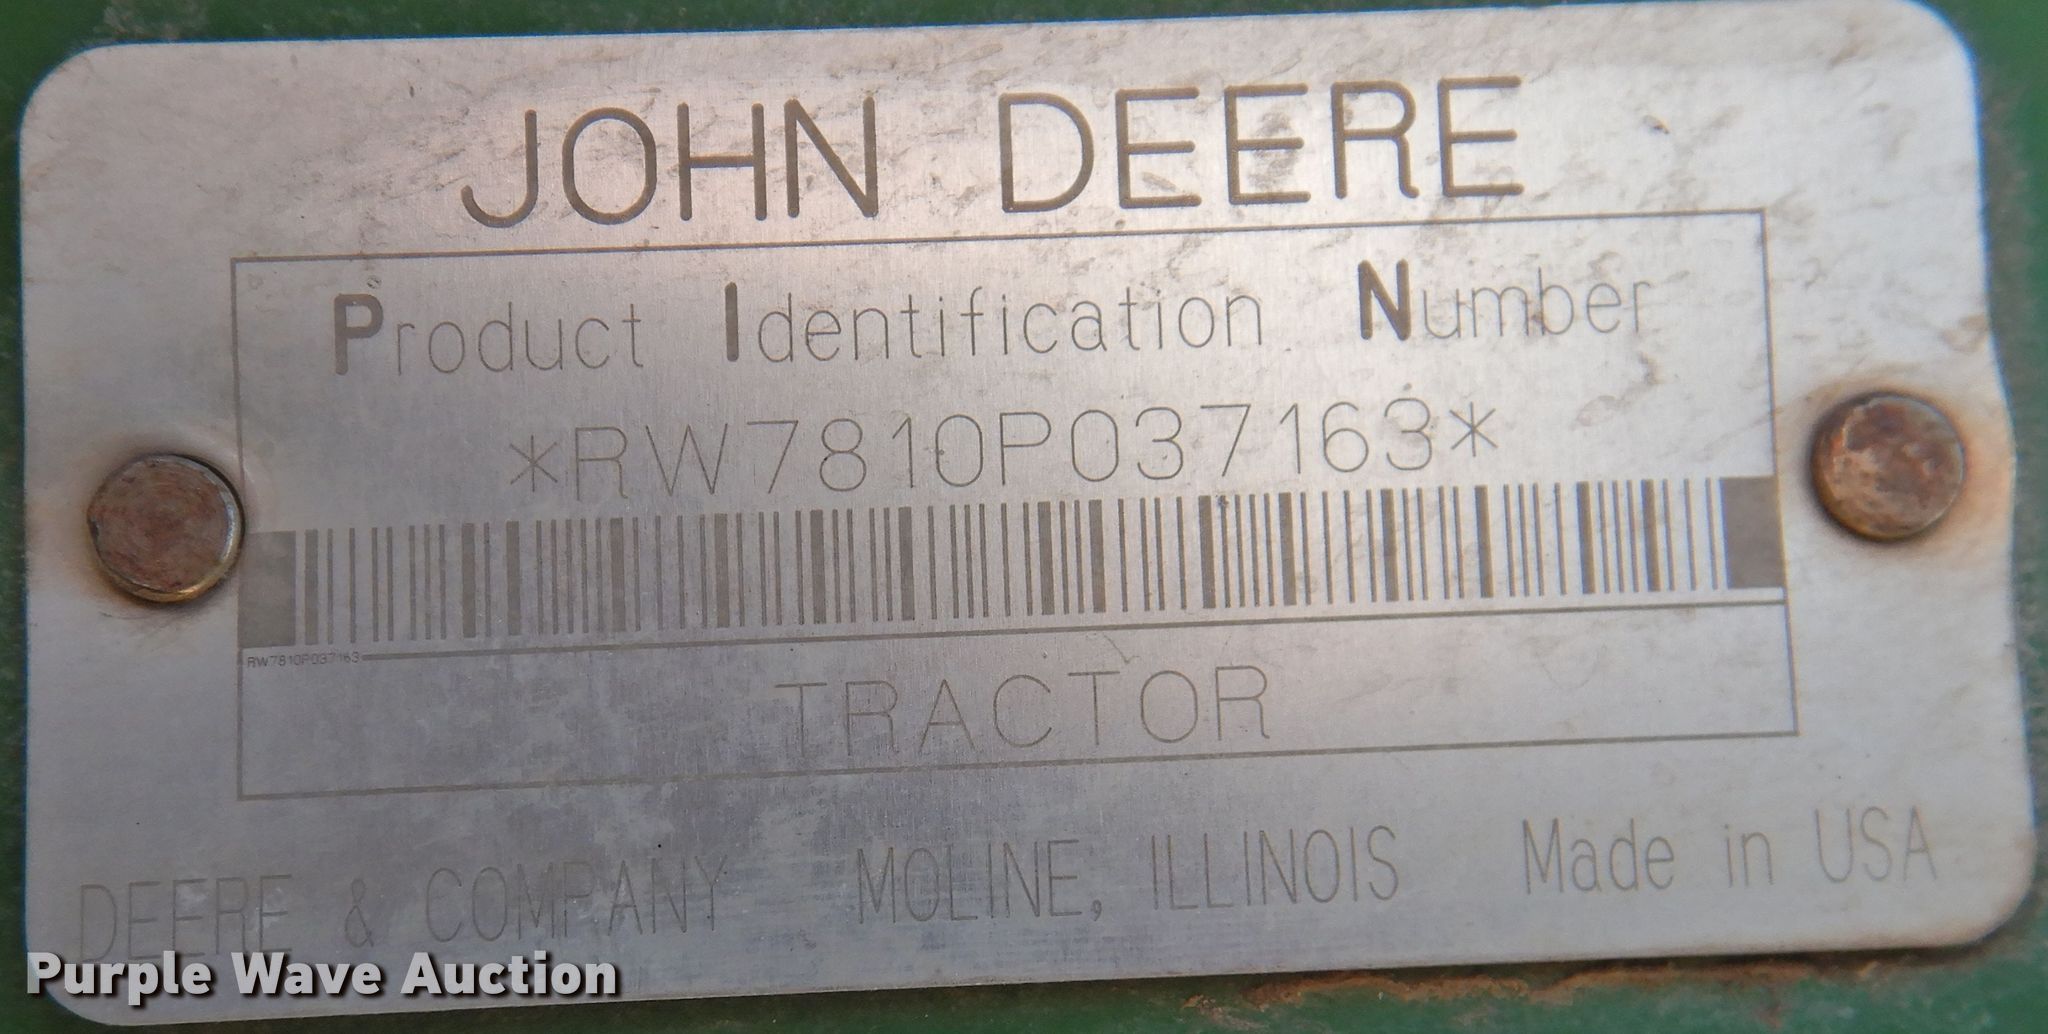 JOHN DEERE
Product Identification Number
*RW7810P037163*
RW7810P037163
TRACTOR
DEERE & COMPANY MOLINE, ILLINOIS Made in USA
Purple Wave Auction